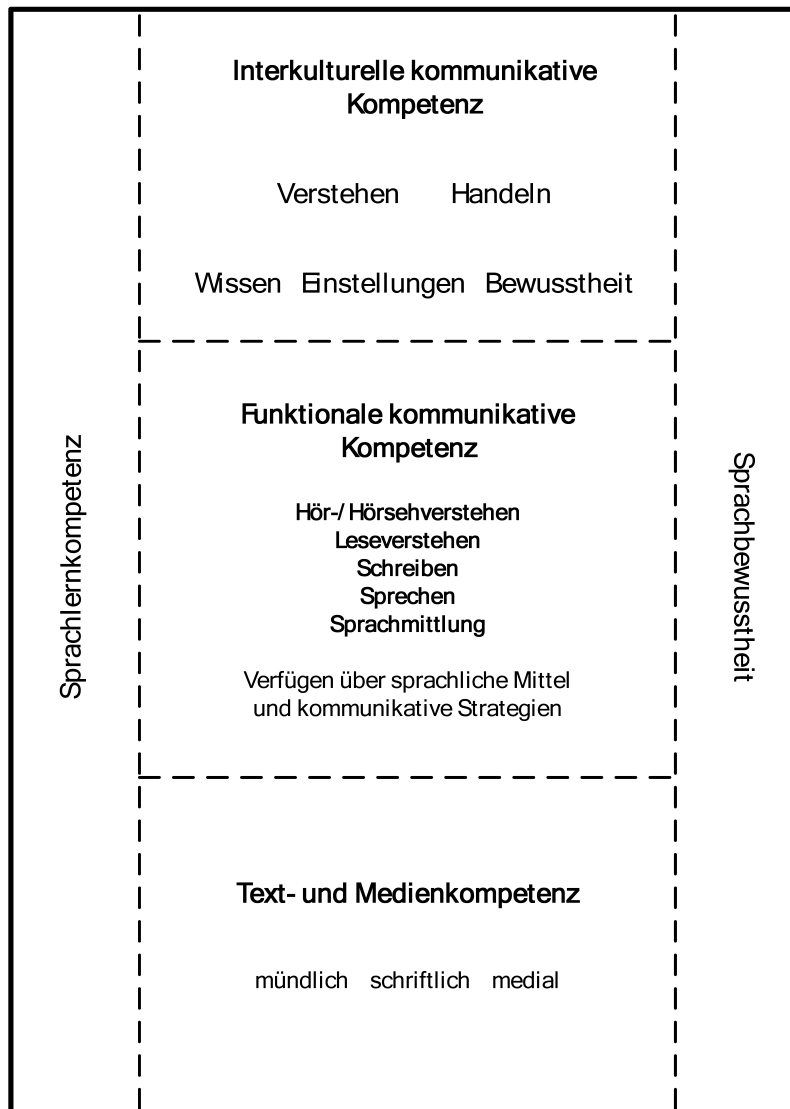 Interkulturelle kommunikative
Kompetenz
Verstehen Handeln
Wissen Einstellungen Bewusstheit
Sprachlernkompetenz
Funktionale kommunikative
Kompetenz
Hör-/ Hörsehverstehen
Leseverstehen
Schreiben
Sprechen
Sprachmittlung
Verfügen über sprachliche Mittel
und kommunikative Strategien
Sprachbewusstheit
Text- und Medienkompetenz
mündlich schriftlich medial